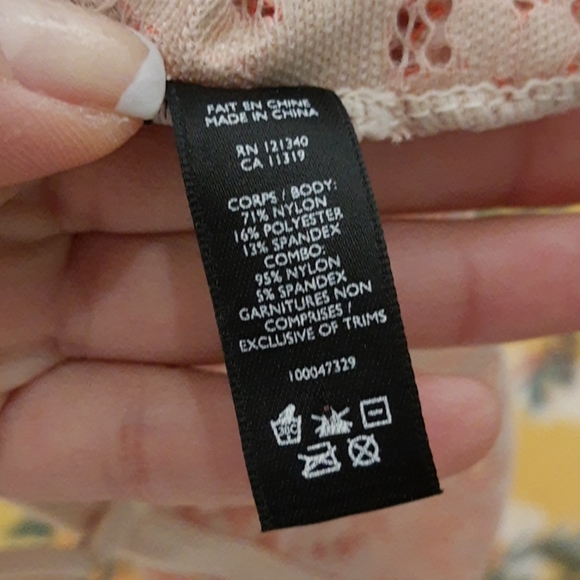 FAIT EN CHINE
MADE IN CHINA
RN 121340
CA 11319
CORPS / BODY:
71% NYLON
16% POLYESTER
13% SPANDEX
COMBO:
95% NYLON
5% SPANDEX
GARNITURES NON
COMPRISES /
EXCLUSIVE OF TRIMS
100047329
30C